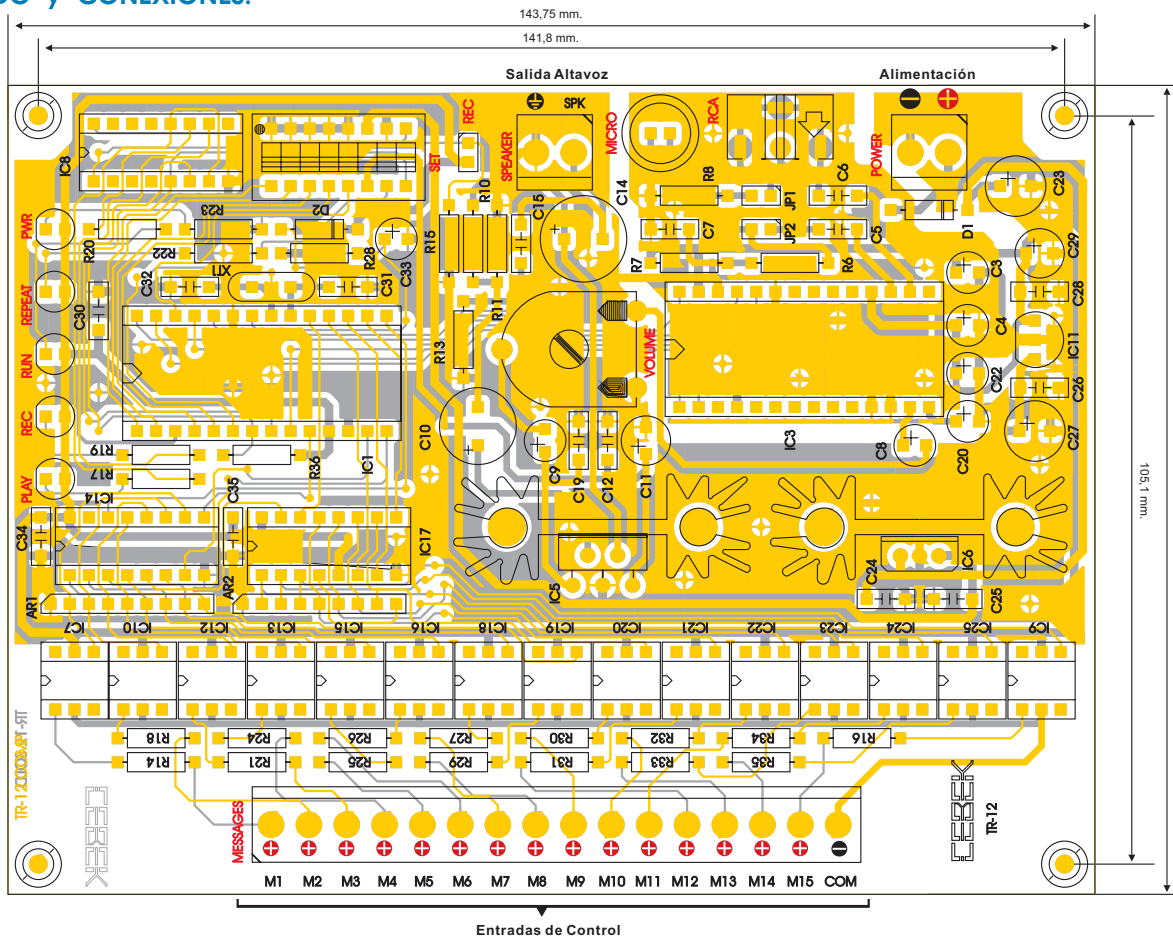 y CONEXIONES.
143,75 mm.
141,8 mm.
Salida Altavoz
Alimentación
SPK
REC
SET
SPEAKER
MICRO
RCA
POWER
IC8
R10
C15
C14
R8
JP1
C6
C23
PWR
R20
R23
R22
D2
R28
C33
R15
C7
JP2
C5
D1
C29
XT1
C32
C31
R7
R6
C3
C28
REPEAT
C30
R11
R13
VOLUME
C4
IC11
RUN
C22
C26
REC
C10
C9
C19
C12
C11
IC3
C8
C20
C27
R19
R17
R36
IC1
PLAY
IC14
C35
C34
IC17
105,1 mm.
AR1
AR2
IC5
C24
IC6
C25
IC7
IC10
IC12
IC13
IC15
IC16
IC18
IC19
IC20
IC21
IC22
IC23
IC24
IC25
IC9
R18
R24
R26
R27
R30
R32
R34
R16
R14
R21
R25
R29
R31
R33
R35
CEBEK
CEBEK
TR-12
MESSAGES
M1 M2 M3 M4 M5 M6 M7 M8 M9 M10 M11 M12 M13 M14 M15 COM
Entradas de Control